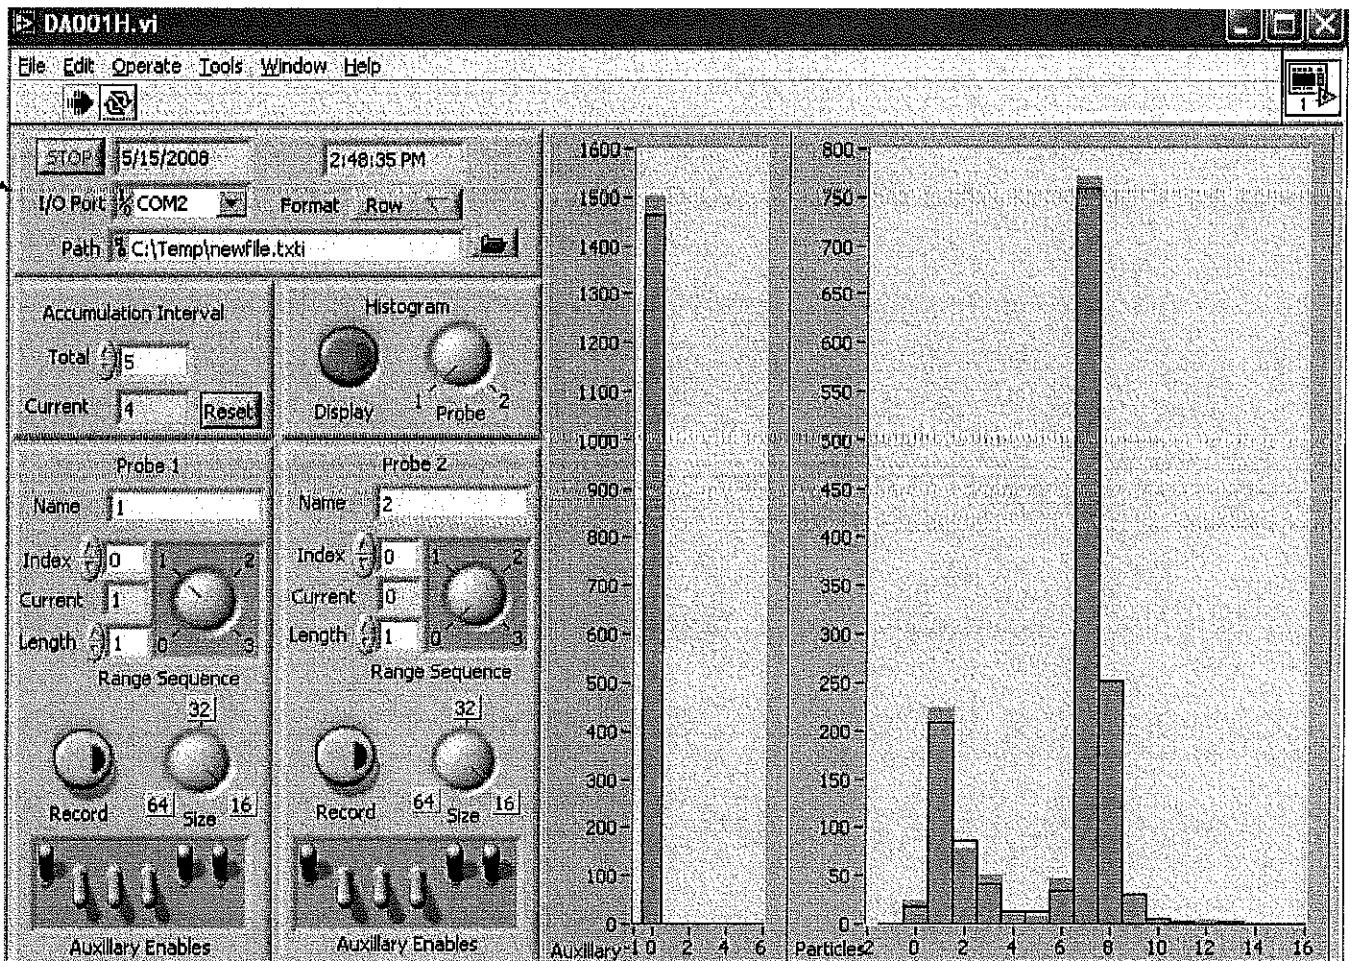 DA001H.vi
File Edit Operate Tools Window Help
1
STOP 5/15/2008 2:48:35 PM
I/O Port COM2 Format Row
Path C:\Temp\newfile.txti
Accumulation Interval
Total 5
Current 4 Reset
Histogram
Display 1 Probe 2
Probe 1
Name 1
Index 0 1 2
Current 1
Length 1 0 3
Range Sequence
32
Record 64 Size 16
Auxillary Enables
Probe 2
Name 2
Index 0 1 2
Current 0
Length 1 0 3
Range Sequence
32
Record 64 Size 16
Auxillary Enables
1600
1500
1400
1300
1200
1100
1000
900
800
700
600
500
400
300
200
100
0
Auxillary -1 0 2 4 6
800
750
700
650
600
550
500
450
400
350
300
250
200
150
100
50
0
Particles -2 0 2 4 6 8 10 12 14 16